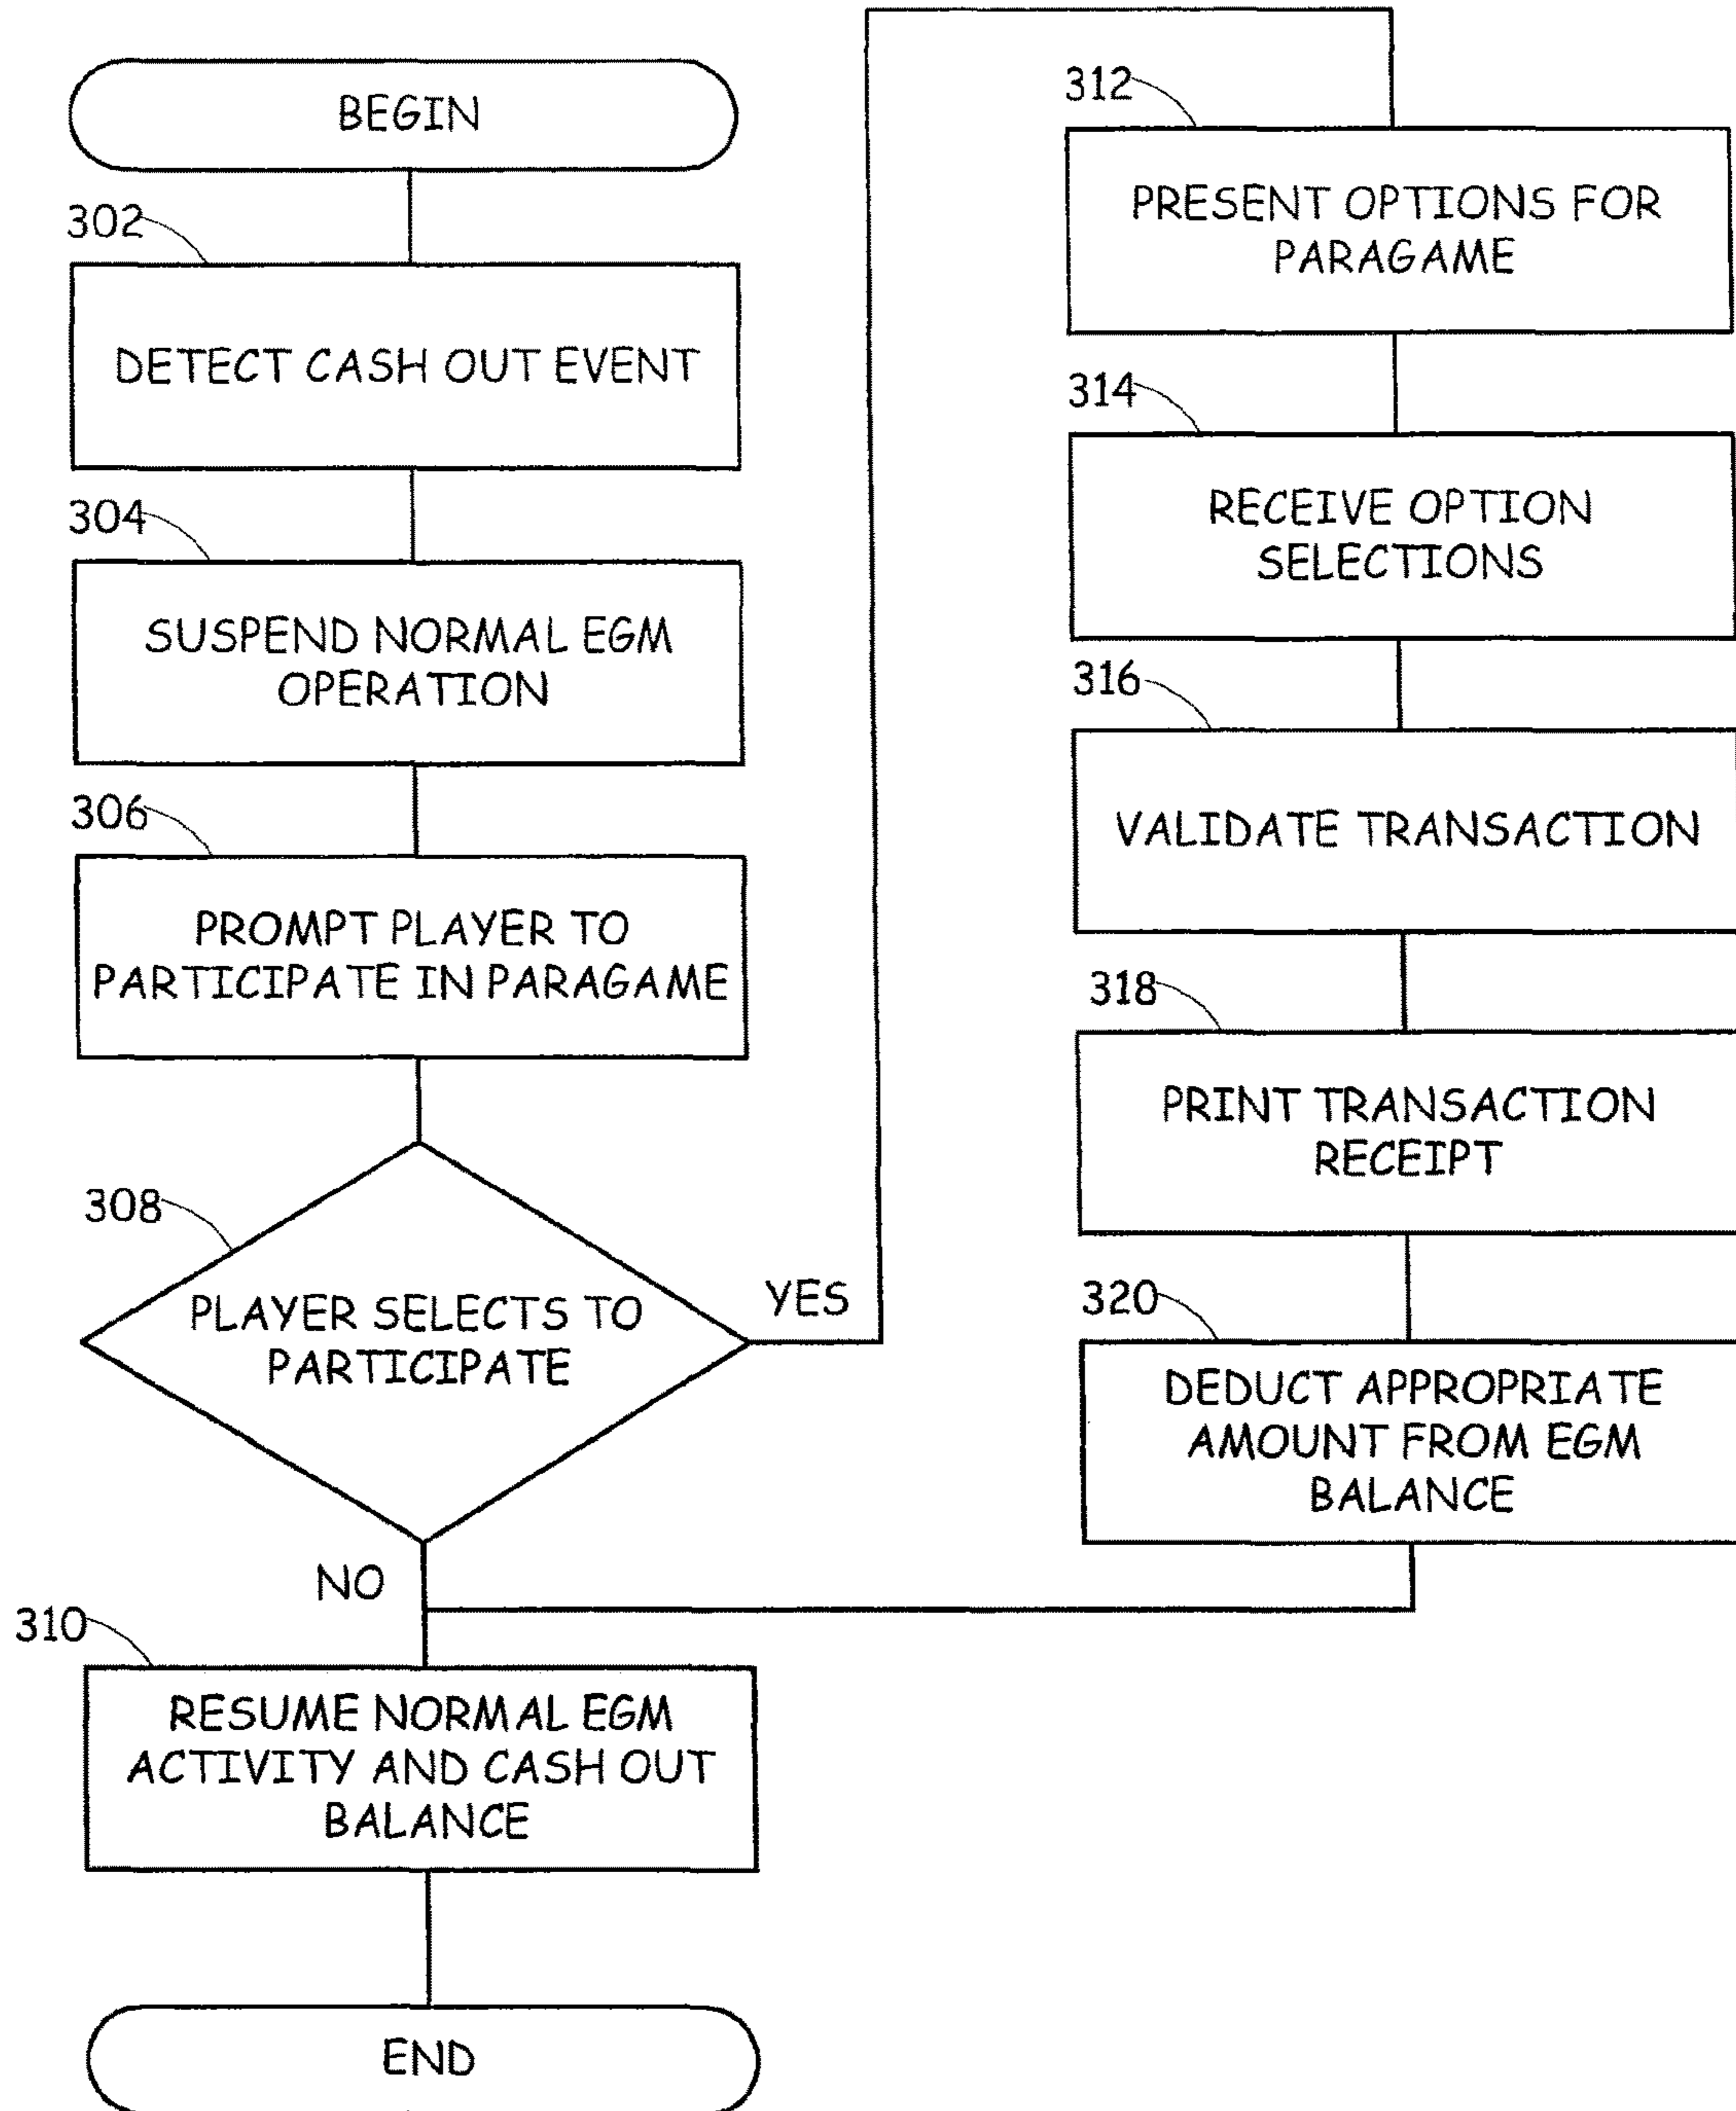 BEGIN
302
DETECT CASH OUT EVENT
304
SUSPEND NORMAL EGM
OPERATION
306
PROMPT PLAYER TO
PARTICIPATE IN PARAGAME
308
PLAYER SELECTS TO
PARTICIPATE
YES
NO
310
RESUME NORMAL EGM
ACTIVITY AND CASH OUT
BALANCE
END
312
PRESENT OPTIONS FOR
PARAGAME
314
RECEIVE OPTION
SELECTIONS
316
VALIDATE TRANSACTION
318
PRINT TRANSACTION
RECEIPT
320
DEDUCT APPROPRIATE
AMOUNT FROM EGM
BALANCE